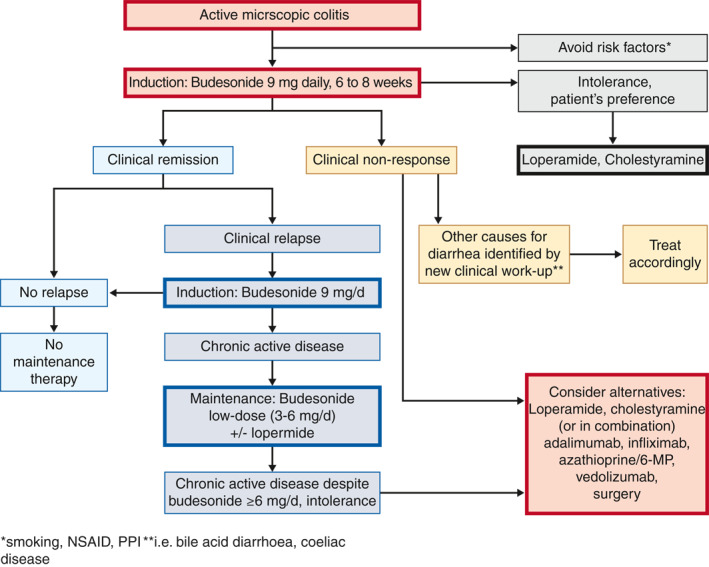 Active micrscopic colitis
Avoid risk factors*
Induction: Budesonide 9 mg daily, 6 to 8 weeks
Intolerance,
patient's preference
Loperamide, Cholestyramine
Clinical remission
Clinical non-response
Clinical relapse
Other causes for
diarrhea identified by
new clinical work-up**
Treat
accordingly
No relapse
Induction: Budesonide 9 mg/d
No
maintenance
therapy
Chronic active disease
Maintenance: Budesonide
low-dose (3-6 mg/d)
+/- lopermide
Consider alternatives:
Loperamide, cholestyramine
(or in combination)
adalimumab, infliximab,
azathioprine/6-MP,
vedolizumab,
surgery
Chronic active disease despite
budesonide ≥6 mg/d, intolerance
*smoking, NSAID, PPI **i.e. bile acid diarrhoea, coeliac
disease